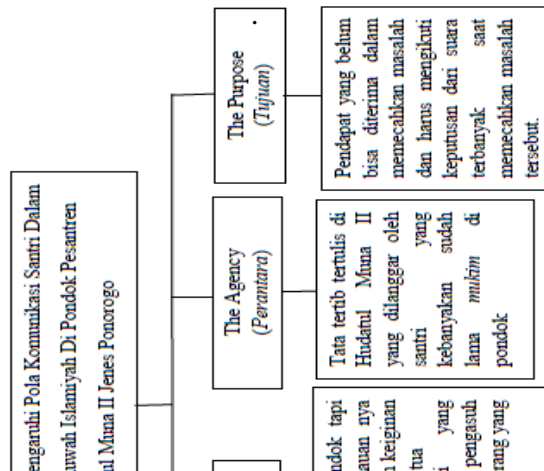 engaruhi Pola Komunikasi Santri Dalam
uwah Islamiyah Di Pondok Pesantren
ul Muna II Jenes Ponorogo
ndok tapi
auan nya
keiginan
tua
yang
pengasuh
rang yang
The Agency
(Perantara)
Tata tertib tertulis di
Hudatul Muna II
yang dilanggar oleh
santri yang
kebanyakan sudah
lama mukim di
pondok
The Purpose
(Tujuan)
Pendapat yang belum
bisa diterima dalam
memecahkan masalah
dan harus mengikuti
keputusan dari suara
terbanyak saat
memecahkan masalah
tersebut.